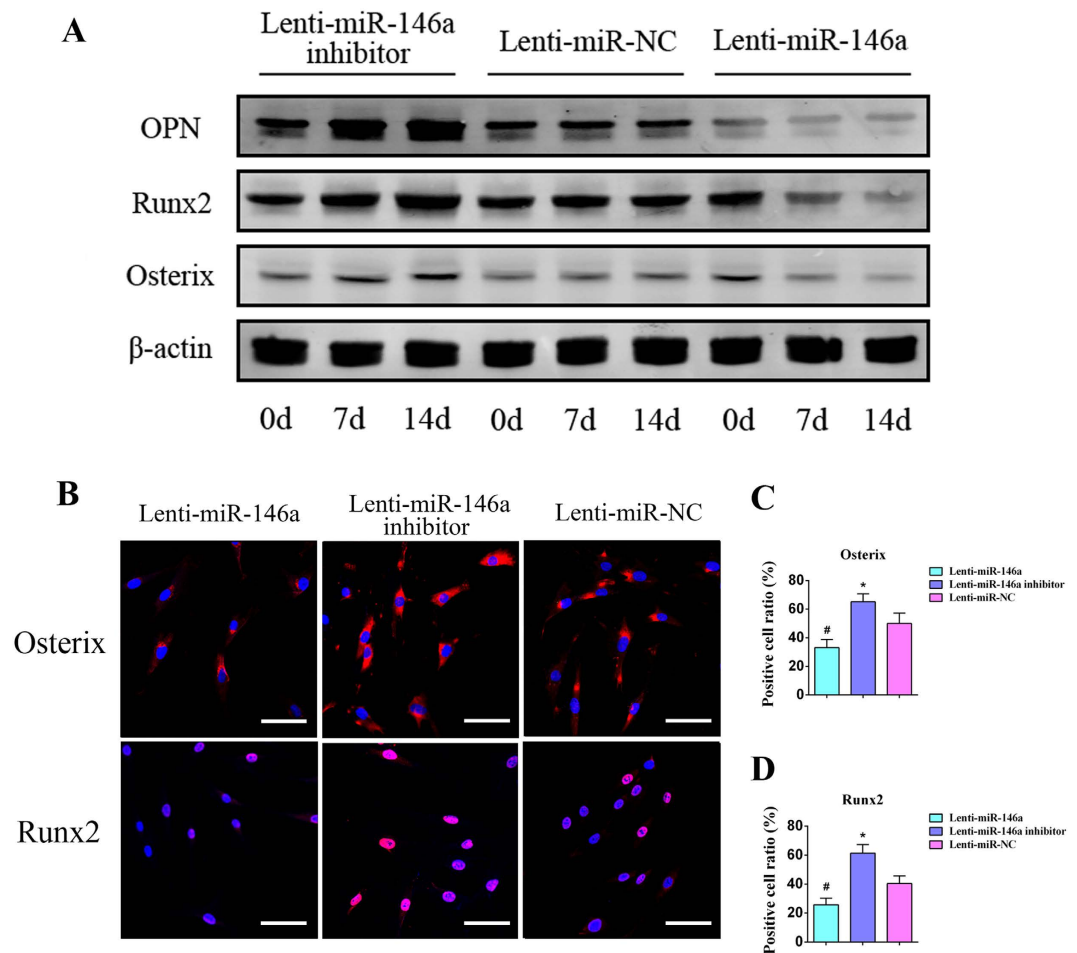 A
Lenti-miR-146a
inhibitor
Lenti-miR-NC
Lenti-miR-146a
OPN
Runx2
Osterix
β-actin
0d 7d 14d 0d 7d 14d 0d 7d 14d
B
Lenti-miR-146a
Lenti-miR-146a
inhibitor
Lenti-miR-NC
Osterix
Runx2
C
Osterix
Positive cell ratio (%)
80
60
40
20
0
#
*
Lenti-miR-146a
Lenti-miR-146a inhibitor
Lenti-miR-NC
D
Runx2
Positive cell ratio (%)
80
60
40
20
0
#
*
Lenti-miR-146a
Lenti-miR-146a inhibitor
Lenti-miR-NC